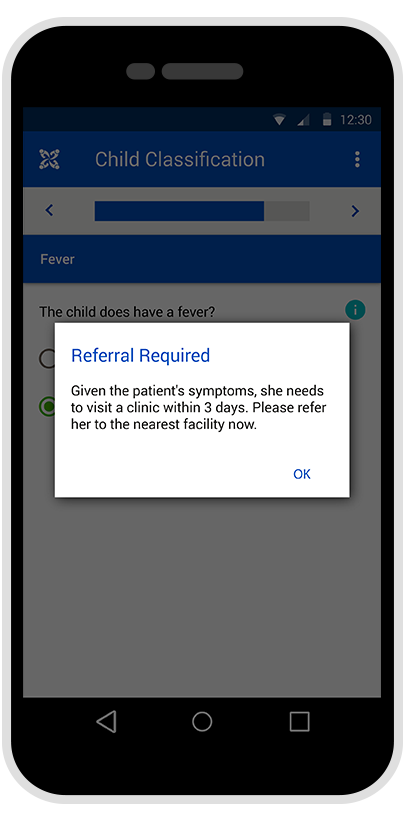 12:30
Child Classification
Fever
The child does have a fever?
Referral Required
Given the patient's symptoms, she needs
to visit a clinic within 3 days. Please refer
her to the nearest facility now.
OK